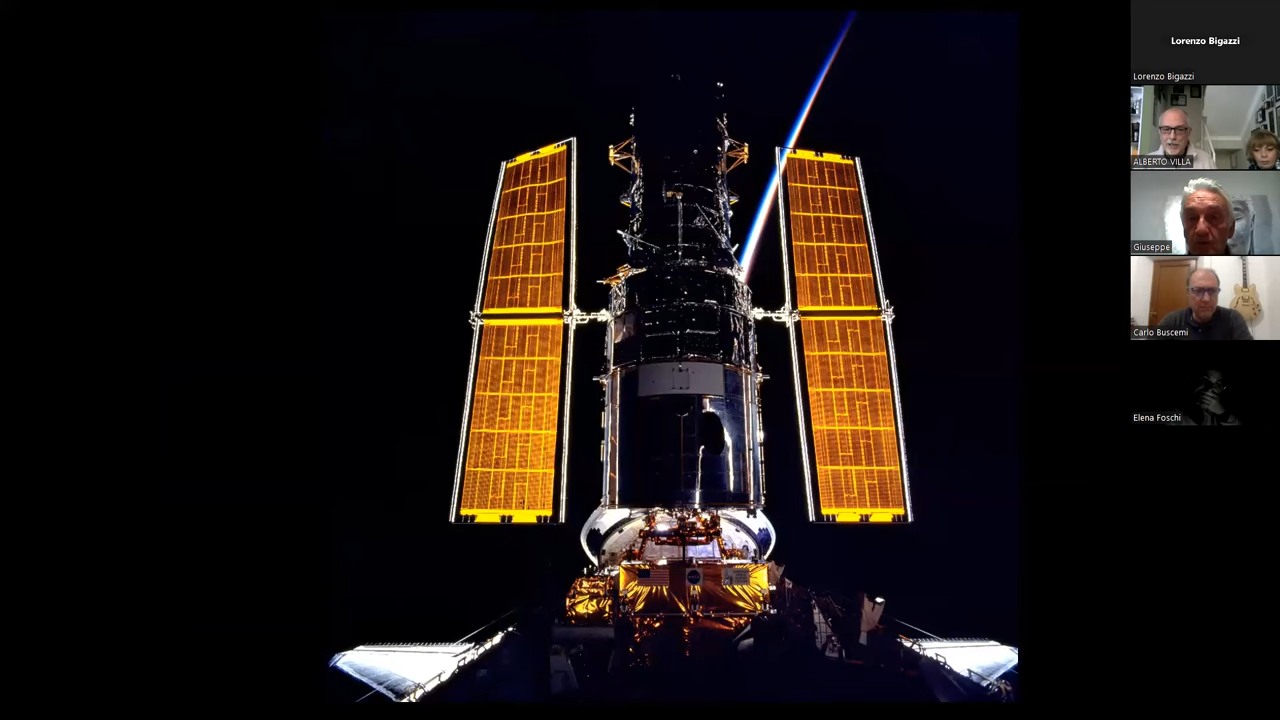 Lorenzo Bigazzi
Lorenzo Bigazzi
ALBERTO VILLA
Giuseppe
Carlo Buscemi
Elena Foschi